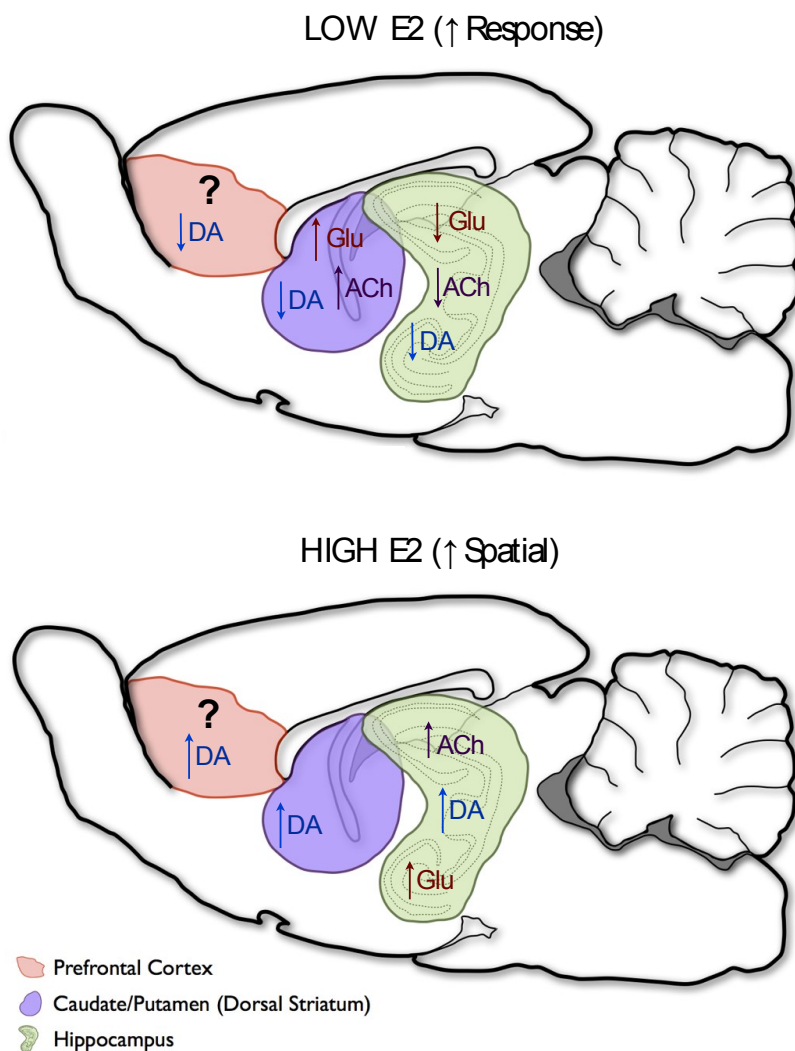 LOW E2 (↑ Response)
?
↓DA
↑Glu
↑ACh
↓DA
↓Glu
↓ACh
↓DA
HIGH E2 (↑ Spatial)
?
↑DA
↑DA
↑ACh
↑DA
↑Glu
Prefrontal Cortex
Caudate/Putamen (Dorsal Striatum)
Hippocampus